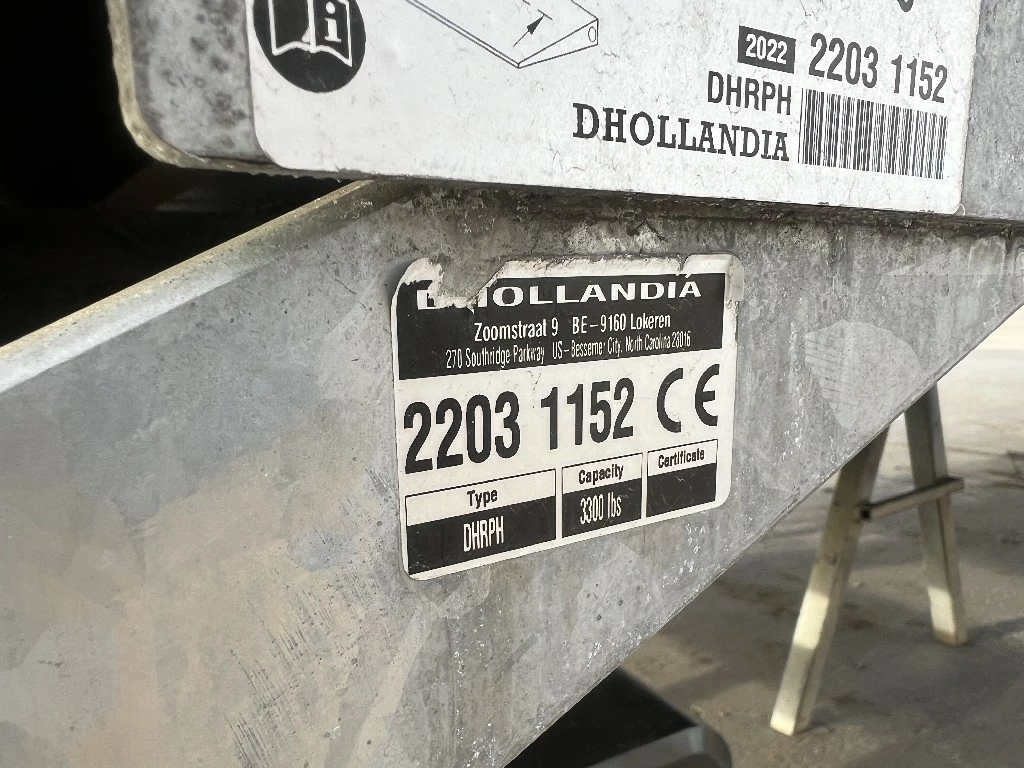 i
2022 2203 1152
DHRPH
DHOLLANDIA
DHOLLANDIA
Zoomstraat 9 BE-9160 Lokeren
270 Southridge Parkway US-Bessemer City, North Carolina 28016
2203 1152 CE
Type
Capacity
Certificate
DHRPH
3300 lbs